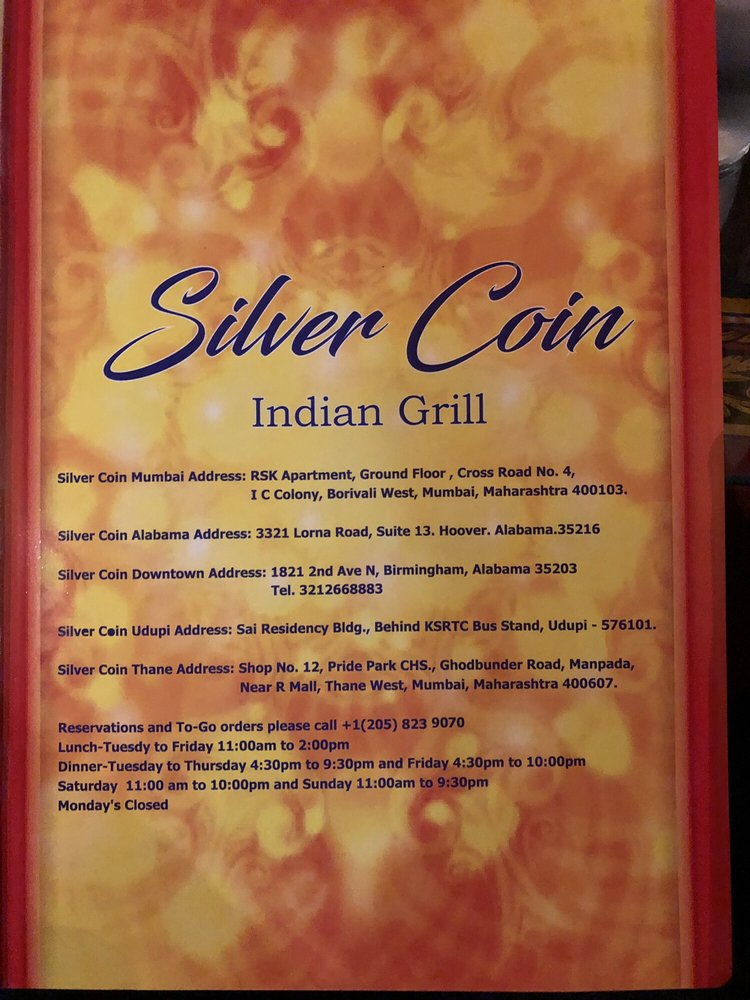 Silver Coin
Indian Grill
Silver Coin Mumbai Address: RSK Apartment, Ground Floor , Cross Road No. 4,
I C Colony, Borivali West, Mumbai, Maharashtra 400103.
Silver Coin Alabama Address: 3321 Lorna Road, Suite 13. Hoover. Alabama.35216
Silver Coin Downtown Address: 1821 2nd Ave N, Birmingham, Alabama 35203
Tel. 3212668883
Silver Coin Udupi Address: Sai Residency Bldg., Behind KSRTC Bus Stand, Udupi - 576101.
Silver Coin Thane Address: Shop No. 12, Pride Park CHS., Ghodbunder Road, Manpada,
Near R Mall, Thane West, Mumbai, Maharashtra 400607.
Reservations and To-Go orders please call +1(205) 823 9070
Lunch-Tuesdy to Friday 11:00am to 2:00pm
Dinner-Tuesday to Thursday 4:30pm to 9:30pm and Friday 4:30pm to 10:00pm
Saturday  11:00 am to 10:00pm and Sunday 11:00am to 9:30pm
Monday's Closed